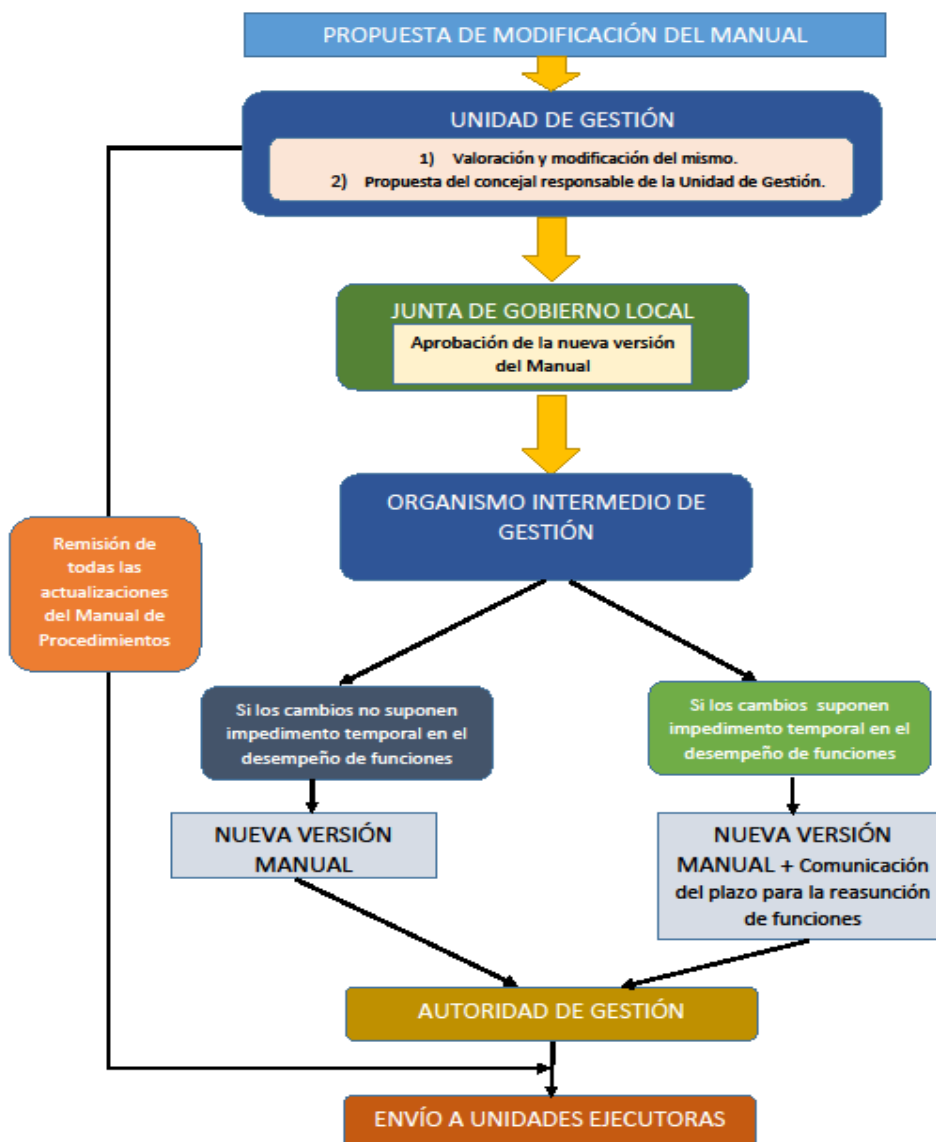 PROPUESTA DE MODIFICACIÓN DEL MANUAL
UNIDAD DE GESTIÓN
1) Valoración y modificación del mismo.
2) Propuesta del concejal responsable de la Unidad de Gestión.
JUNTA DE GOBIERNO LOCAL
Aprobación de la nueva versión
del Manual
ORGANISMO INTERMEDIO DE
GESTIÓN
Remisión de
todas las
actualizaciones
del Manual de
Procedimientos
Si los cambios no suponen
impedimento temporal en el
desempeño de funciones
Si los cambios suponen
impedimento temporal en el
desempeño de funciones
NUEVA VERSIÓN
MANUAL
NUEVA VERSIÓN
MANUAL + Comunicación
del plazo para la reasunción
de funciones
AUTORIDAD DE GESTIÓN
ENVÍO A UNIDADES EJECUTORAS